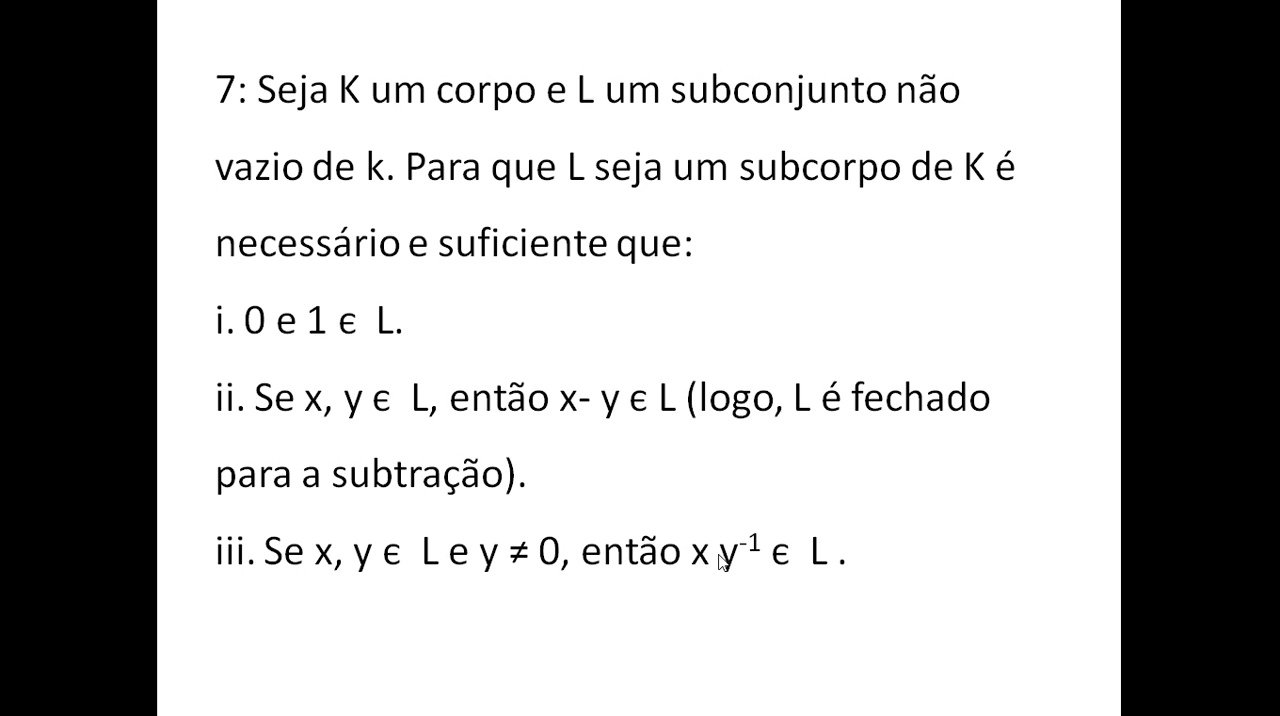 7: Seja K um corpo e L um subconjunto não
vazio de k. Para que L seja um subcorpo de K é
necessário e suficiente que:
i. 0 e 1 є L.
ii. Se x, y є L, então x- y є L (logo, L é fechado
para a subtração).
iii. Se x, y є L e y ≠ 0, então x y⁻¹ є L .